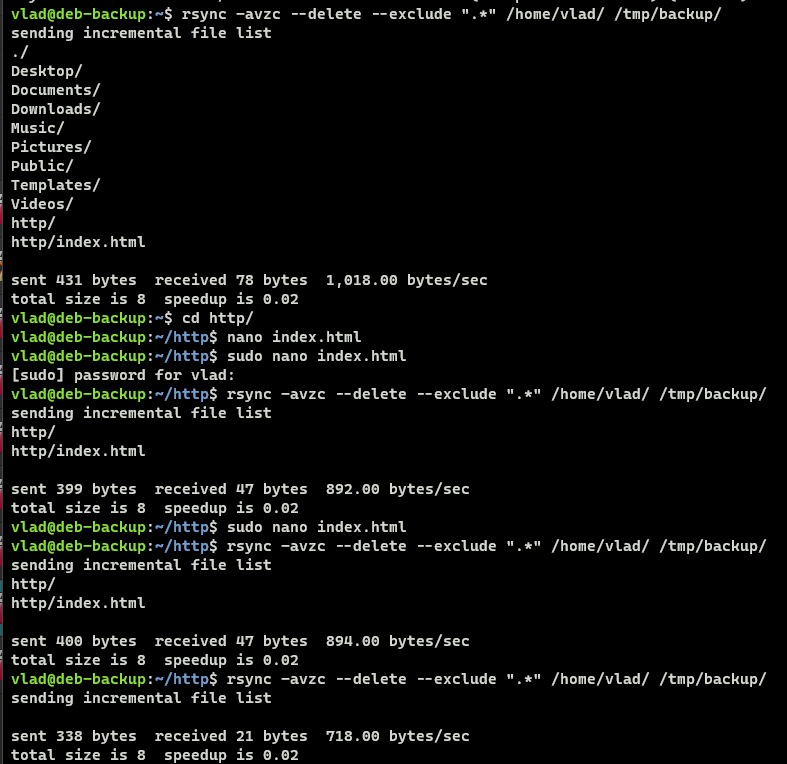 vlad@deb-backup:~$ rsync -avzc --delete --exclude ".*" /home/vlad/ /tmp/backup/
sending incremental file list
./
Desktop/
Documents/
Downloads/
Music/
Pictures/
Public/
Templates/
Videos/
http/
http/index.html

sent 431 bytes  received 78 bytes  1,018.00 bytes/sec
total size is 8  speedup is 0.02
vlad@deb-backup:~$ cd http/
vlad@deb-backup:~/http$ nano index.html
vlad@deb-backup:~/http$ sudo nano index.html
[sudo] password for vlad:
vlad@deb-backup:~/http$ rsync -avzc --delete --exclude ".*" /home/vlad/ /tmp/backup/
sending incremental file list
http/
http/index.html

sent 399 bytes  received 47 bytes  892.00 bytes/sec
total size is 8  speedup is 0.02
vlad@deb-backup:~/http$ sudo nano index.html
vlad@deb-backup:~/http$ rsync -avzc --delete --exclude ".*" /home/vlad/ /tmp/backup/
sending incremental file list
http/
http/index.html

sent 400 bytes  received 47 bytes  894.00 bytes/sec
total size is 8  speedup is 0.02
vlad@deb-backup:~/http$ rsync -avzc --delete --exclude ".*" /home/vlad/ /tmp/backup/
sending incremental file list

sent 338 bytes  received 21 bytes  718.00 bytes/sec
total size is 8  speedup is 0.02